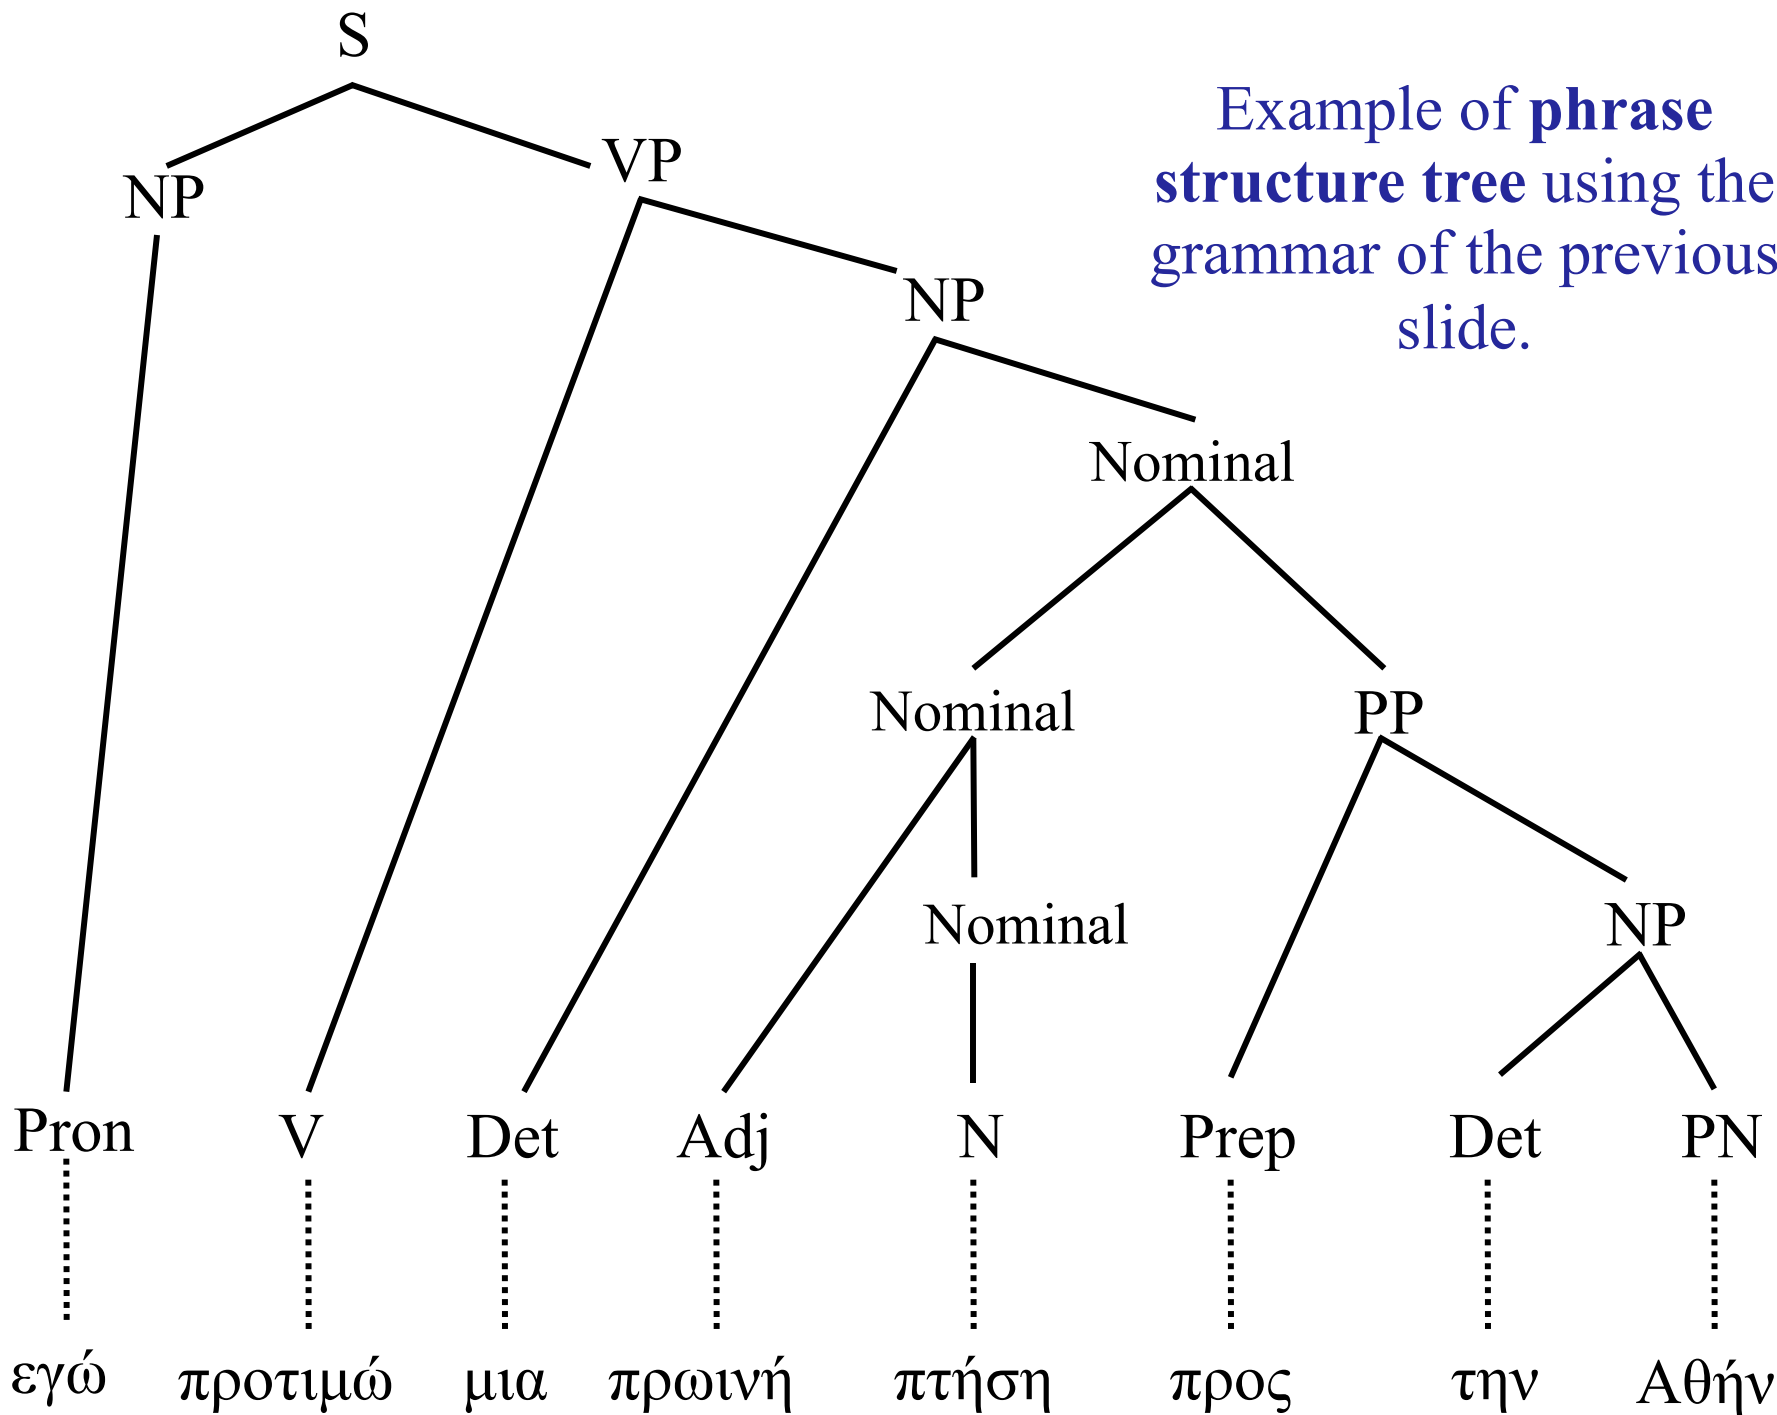 S
Example of phrase
structure tree using the
grammar of the previous
slide.
VP
NP
NP
Nominal
Nominal PP
Nominal NP
Pron V Det Adj N Prep Det PN
εγώ προτιμώ μια πρωινή πτήση προς την Αθήν